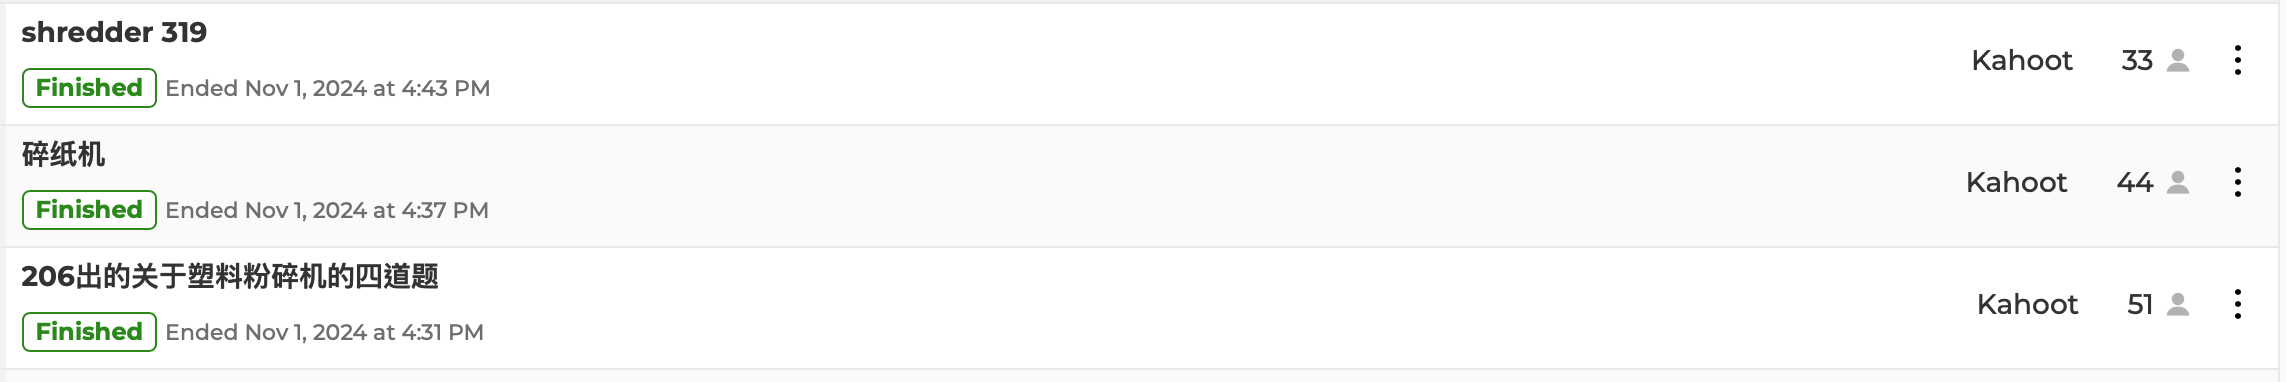 shredder 319
Kahoot 33
Finished Ended Nov 1, 2024 at 4:43 PM
碎纸机
Kahoot 44
Finished Ended Nov 1, 2024 at 4:37 PM
206出的关于塑料粉碎机的四道题
Kahoot 51
Finished Ended Nov 1, 2024 at 4:31 PM